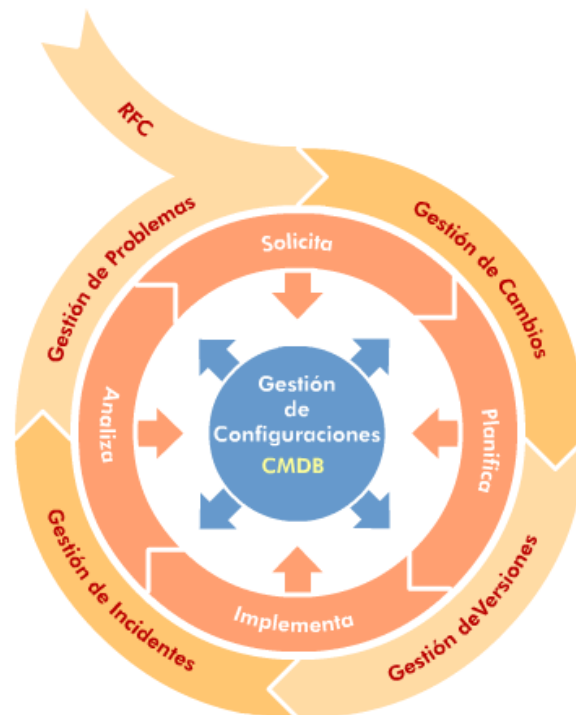 RFC
Gestión de Problemas
Gestión de Cambios
Solicita
Analiza
Gestión
de
Configuraciones
CMDB
Planifica
Implementa
Gestión de Incidentes
Gestión deVersiones